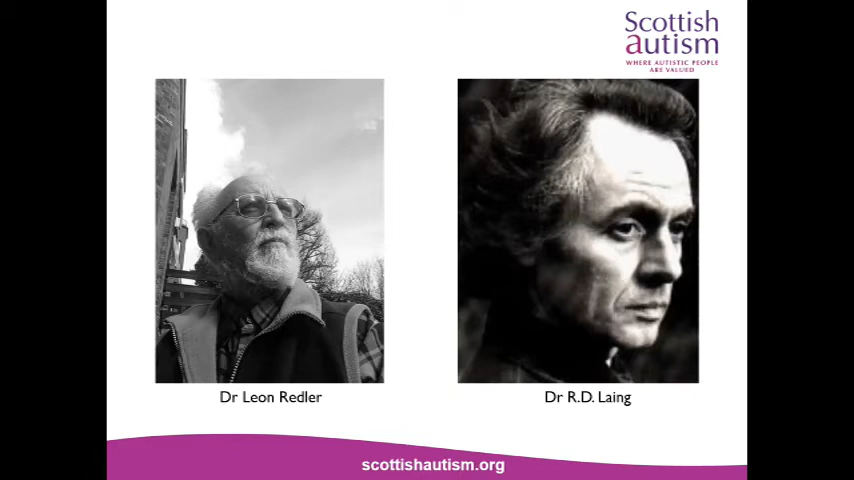 Scottish
autism
WHERE AUTISTIC PEOPLE
ARE VALUED
Dr Leon Redler
Dr R.D. Laing
scottishautism.org